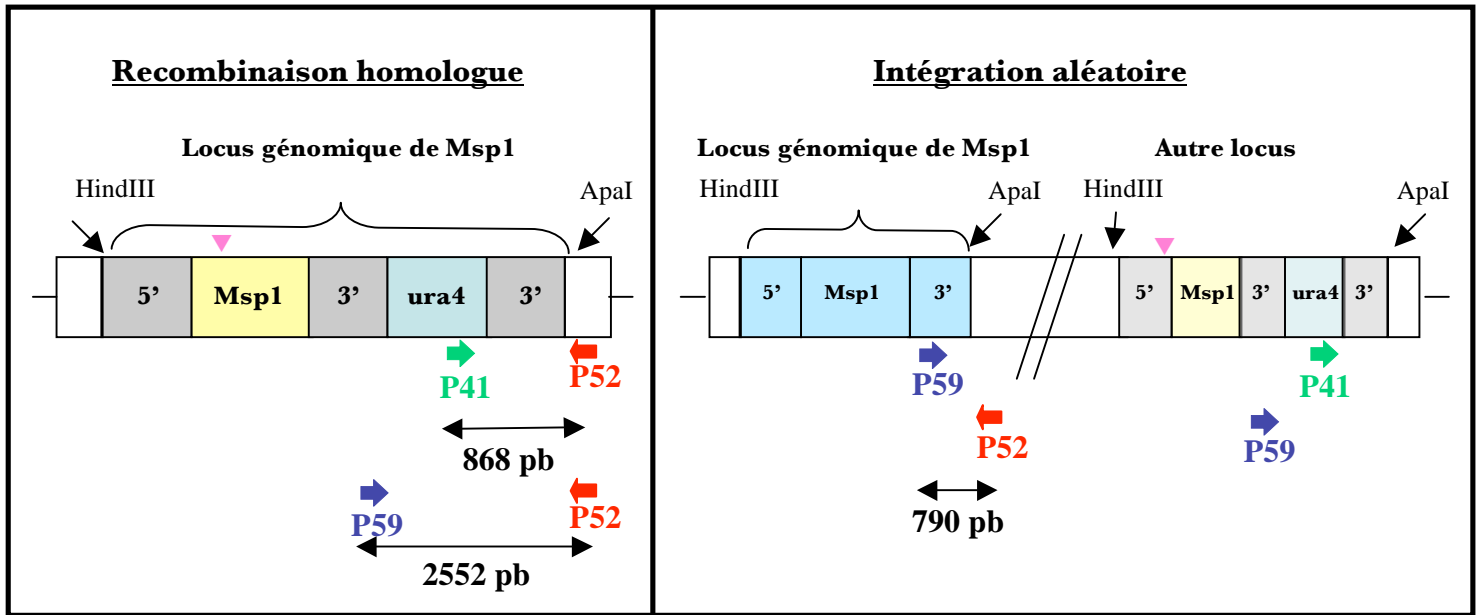 Recombinaison homologue
Locus génomique de Msp1
HindIII
ApaI
5’ Msp1 3’ ura4 3’
P41
P52
868 pb
P59
P52
2552 pb
Intégration aléatoire
Locus génomique de Msp1
Autre locus
HindIII
ApaI
HindIII
ApaI
5’ Msp1 3’
5’ Msp1 3’ ura4 3’
P59
P41
P52
P59
790 pb